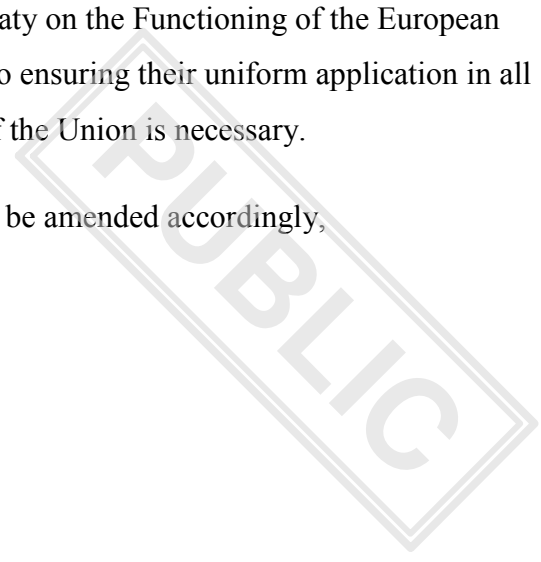 aty on the Functioning of the European
o ensuring their uniform application in all
f the Union is necessary.
be amended accordingly,
PUBLIC